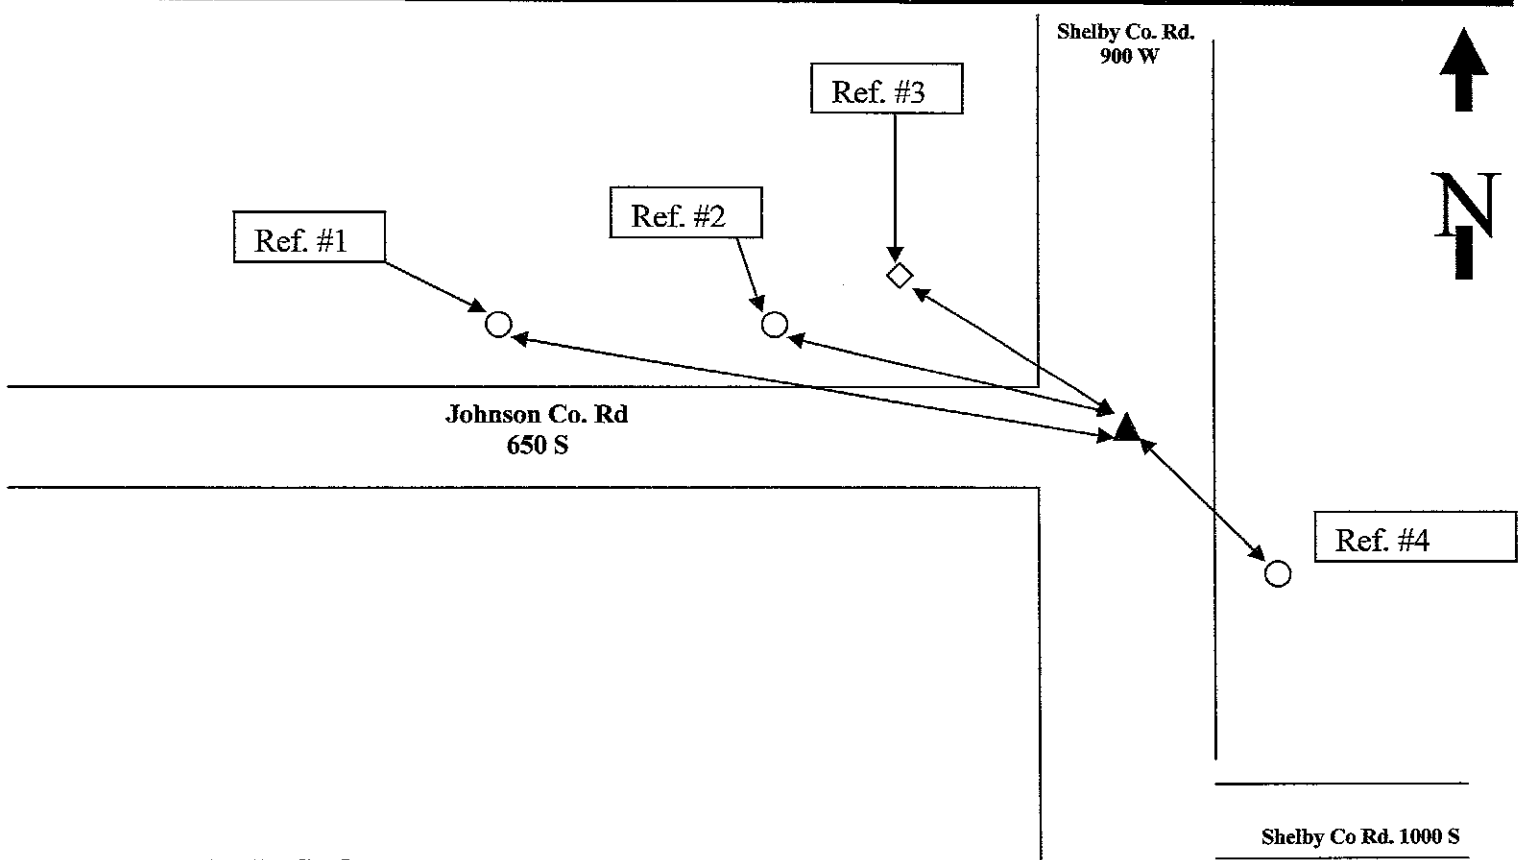 Shelby Co. Rd.
900 W
Ref. #3
N
Ref. #2
Ref. #1
Johnson Co. Rd
650 S
Ref. #4
Shelby Co Rd. 1000 S